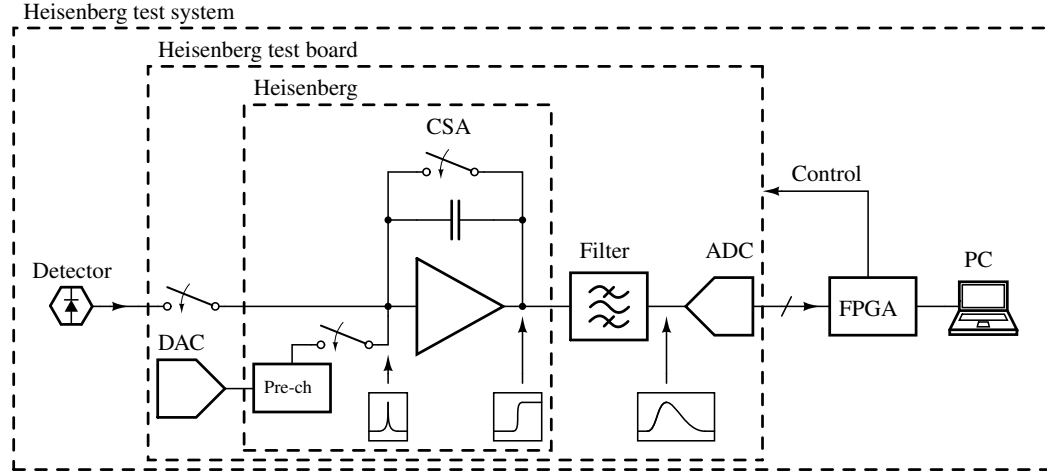 Heisenberg test system
Heisenberg test board
Heisenberg
CSA
Control
Detector
Filter
ADC
PC
FPGA
DAC
Pre-ch